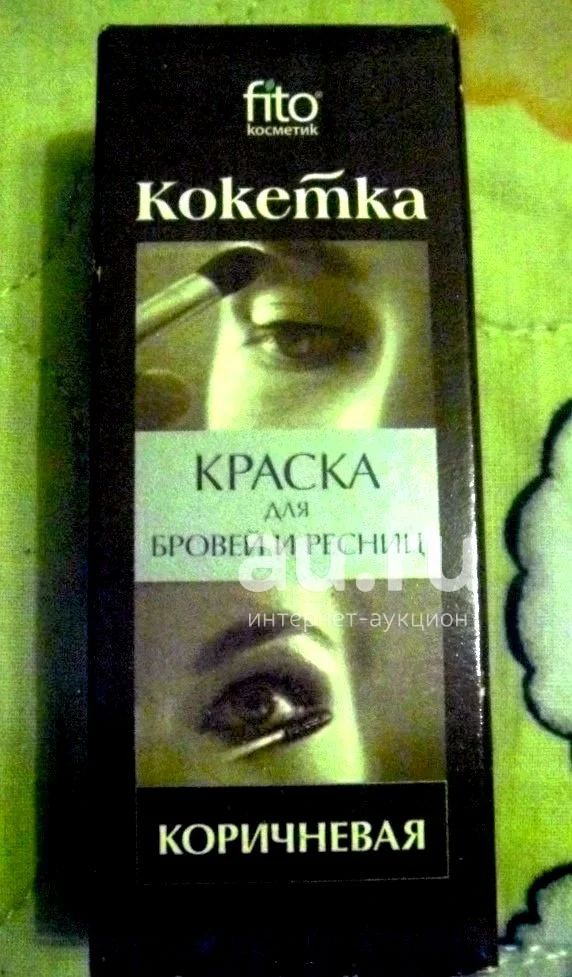 fito®
косметик
Кокетка
КРАСКА
ДЛЯ
БРОВЕЙ И РЕСНИЦ
au.ru
интернет-аукцион
КОРИЧНЕВАЯ